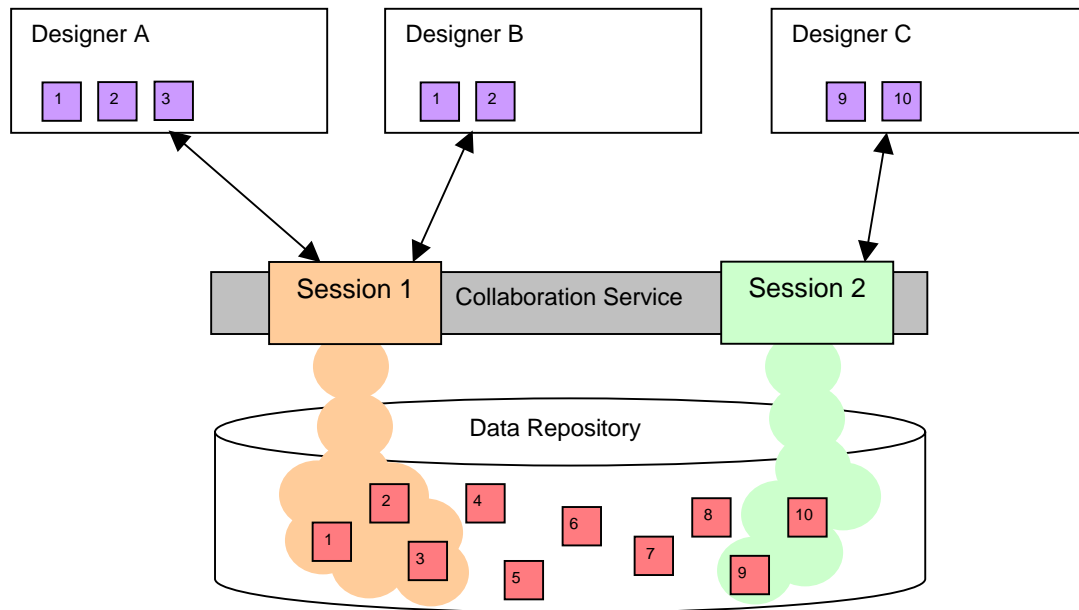 Designer A
Designer B
Designer C
1 2 3
1 2
9 10
Session 1
Collaboration Service
Session 2
Data Repository
2
4
10
8
6
1
7
3
9
5